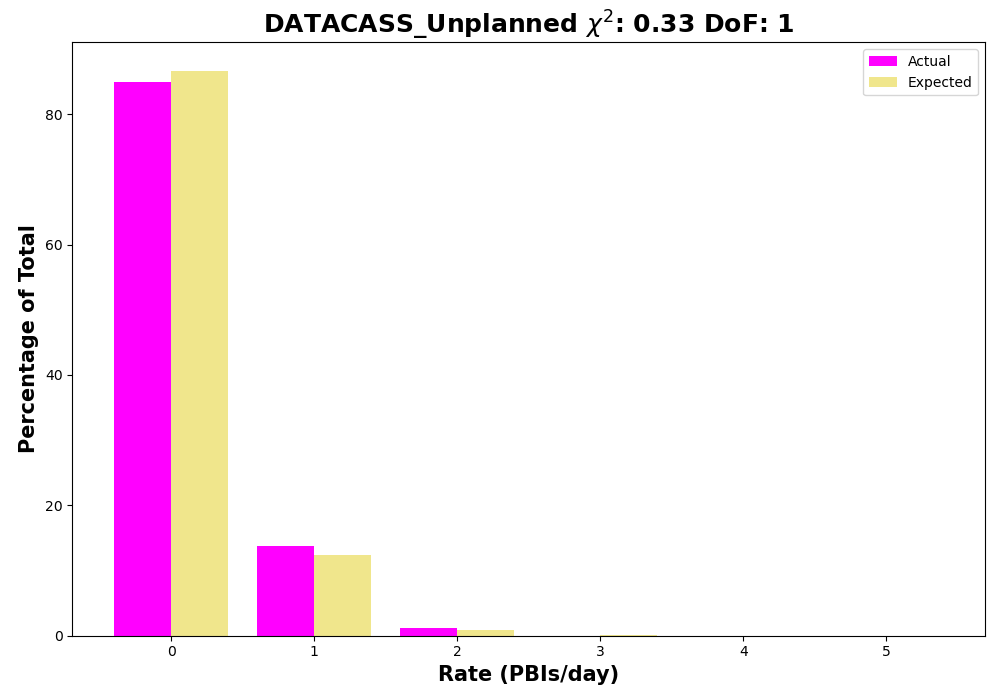 DATACASS_Unplanned χ²: 0.33 DoF: 1
Actual
Expected
Percentage of Total
80
60
40
20
0
0 1 2 3 4 5
Rate (PBIs/day)